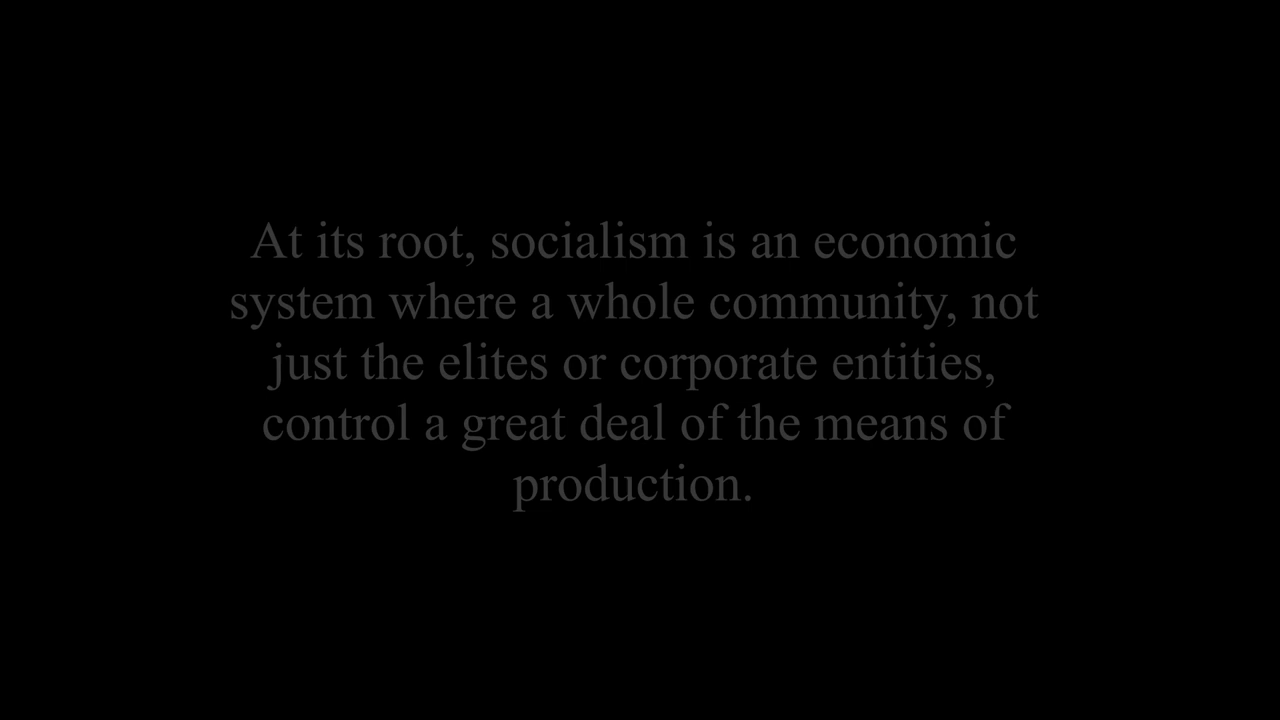 At its root, socialism is an economic
system where a whole community, not
just the elites or corporate entities,
control a great deal of the means of
production.